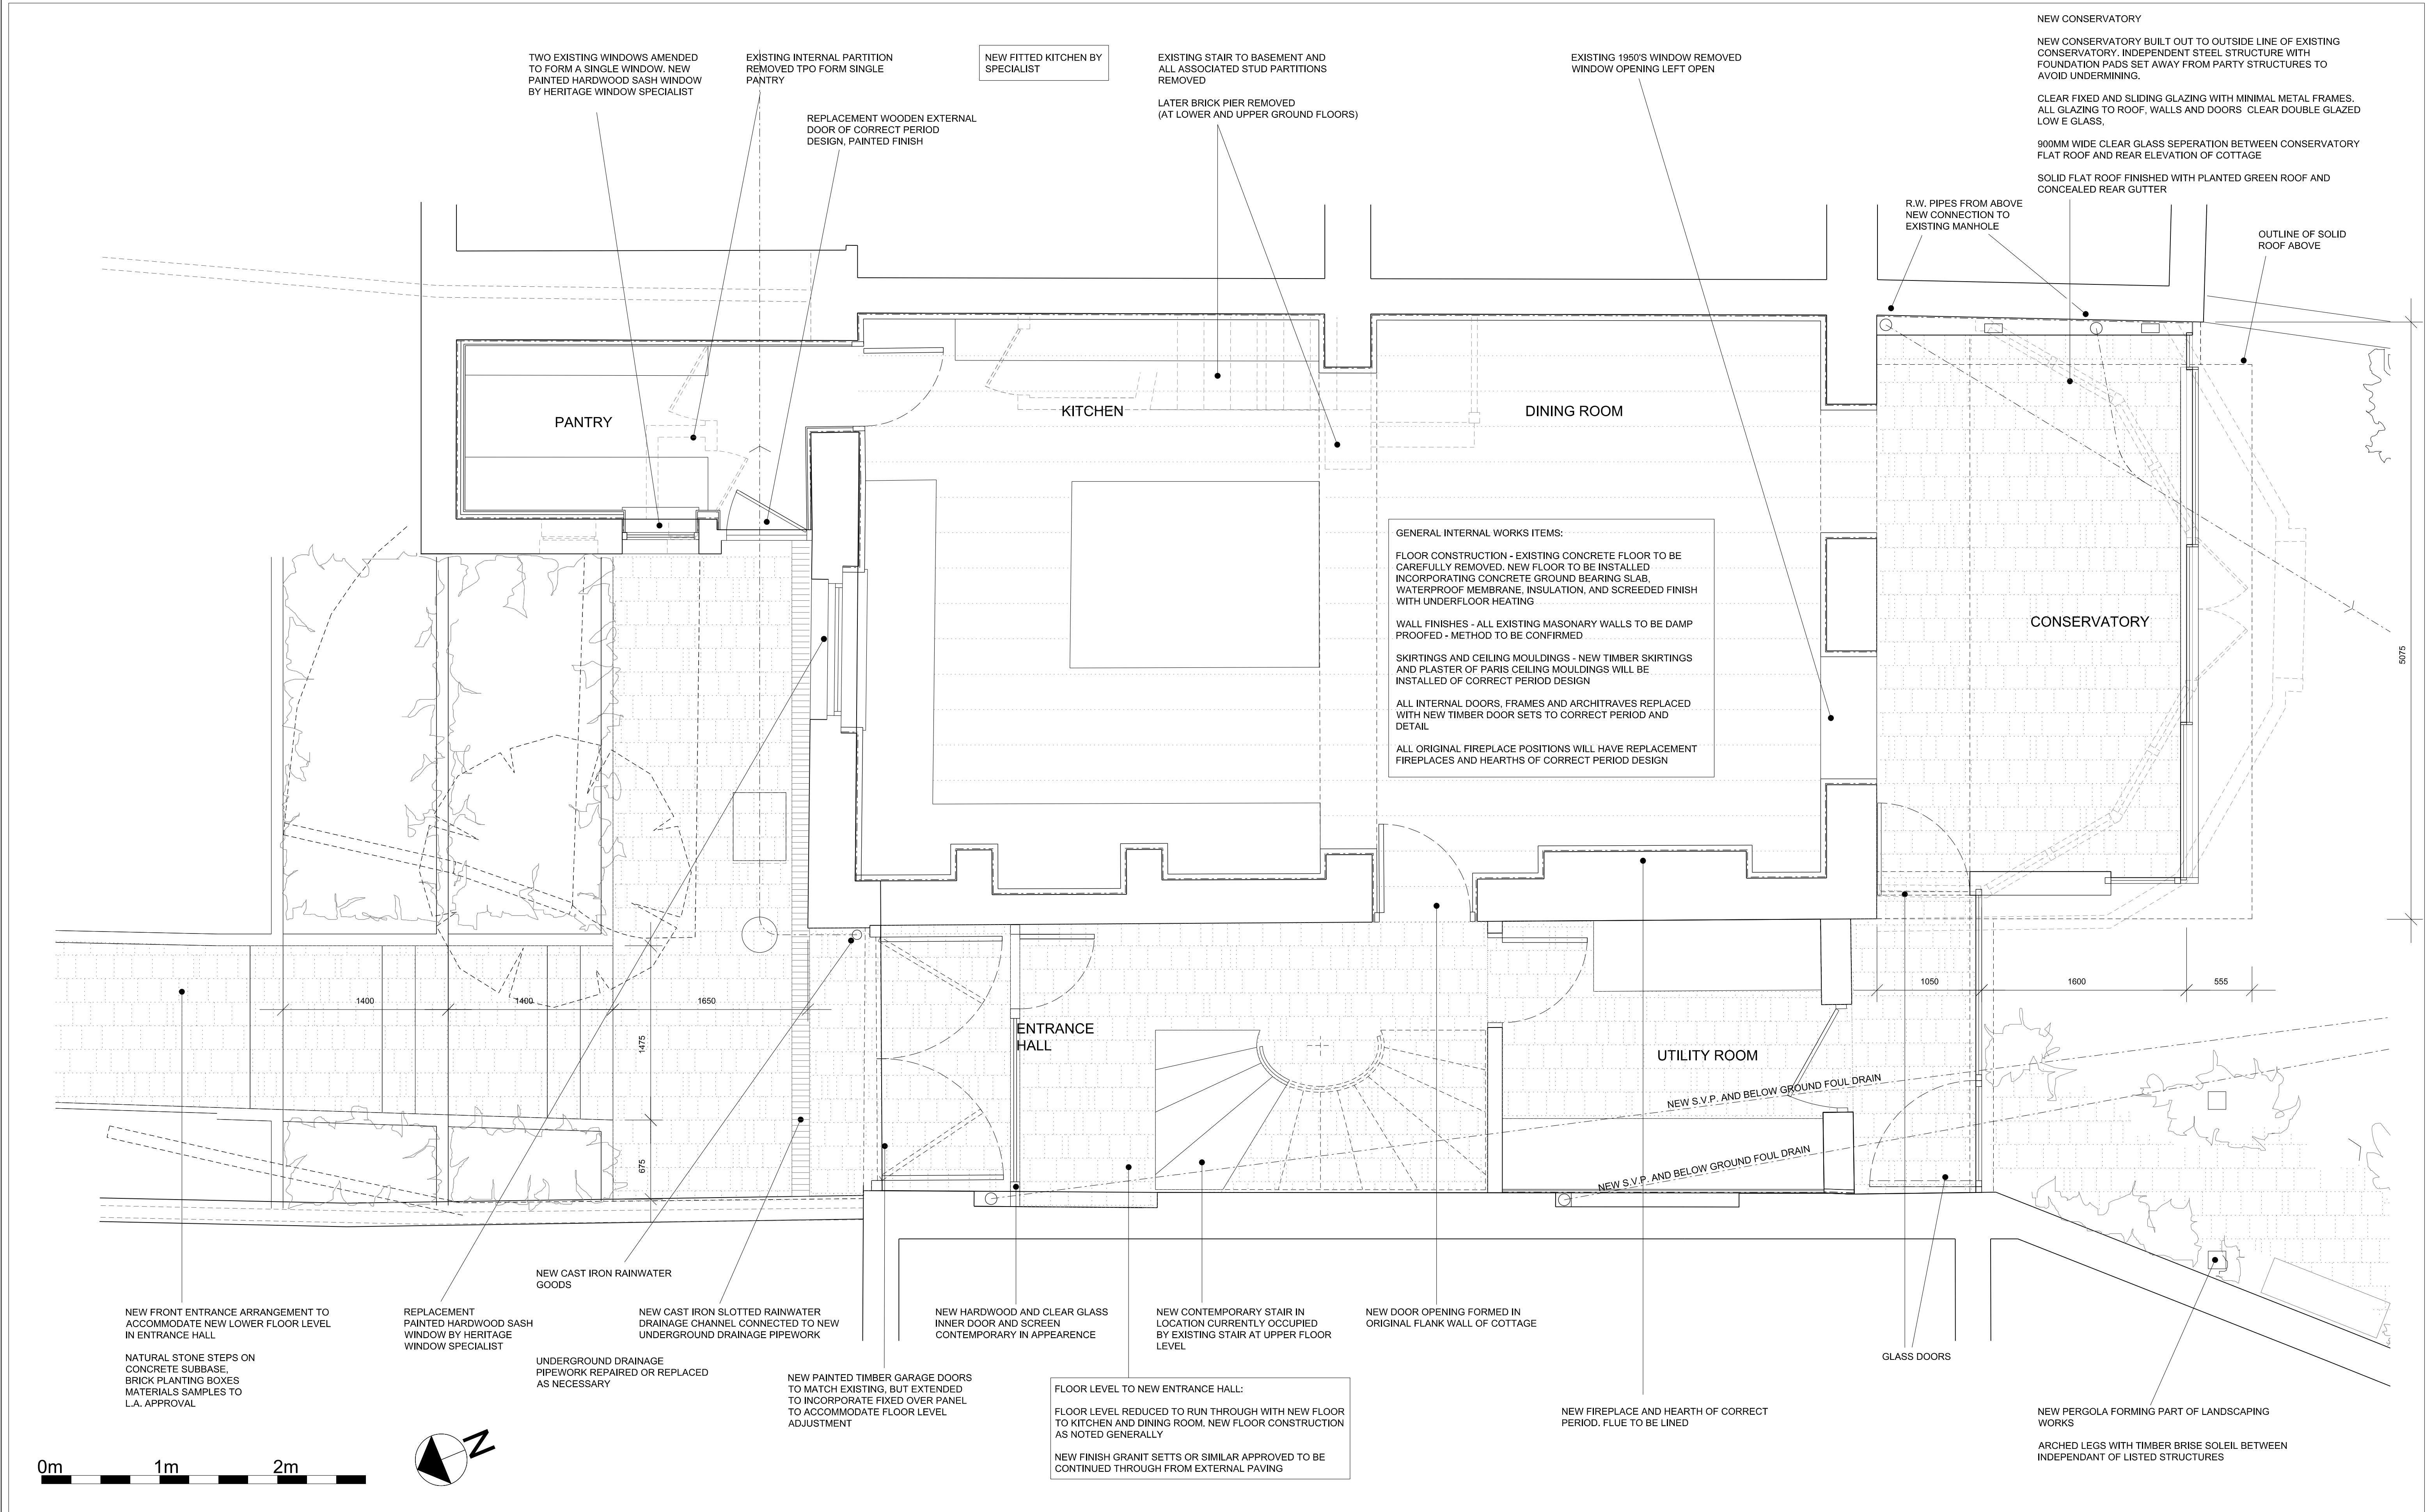 NEW CONSERVATORY
NEW CONSERVATORY BUILT OUT TO OUTSIDE LINE OF EXISTING
CONSERVATORY. INDEPENDENT STEEL STRUCTURE WITH
FOUNDATION PADS SET AWAY FROM PARTY STRUCTURES TO
AVOID UNDERMINING.
CLEAR FIXED AND SLIDING GLAZING WITH MINIMAL METAL FRAMES.
ALL GLAZING TO ROOF, WALLS AND DOORS CLEAR DOUBLE GLAZED
LOW E GLASS,
900MM WIDE CLEAR GLASS SEPERATION BETWEEN CONSERVATORY
FLAT ROOF AND REAR ELEVATION OF COTTAGE
SOLID FLAT ROOF FINISHED WITH PLANTED GREEN ROOF AND
CONCEALED REAR GUTTER
TWO EXISTING WINDOWS AMENDED
TO FORM A SINGLE WINDOW. NEW
PAINTED HARDWOOD SASH WINDOW
BY HERITAGE WINDOW SPECIALIST
EXISTING INTERNAL PARTITION
REMOVED TPO FORM SINGLE
PANTRY
REPLACEMENT WOODEN EXTERNAL
DOOR OF CORRECT PERIOD
DESIGN, PAINTED FINISH
NEW FITTED KITCHEN BY
SPECIALIST
EXISTING STAIR TO BASEMENT AND
ALL ASSOCIATED STUD PARTITIONS
REMOVED
LATER BRICK PIER REMOVED
(AT LOWER AND UPPER GROUND FLOORS)
EXISTING 1950'S WINDOW REMOVED
WINDOW OPENING LEFT OPEN
R.W. PIPES FROM ABOVE
NEW CONNECTION TO
EXISTING MANHOLE
OUTLINE OF SOLID
ROOF ABOVE
PANTRY
KITCHEN
DINING ROOM
GENERAL INTERNAL WORKS ITEMS:
FLOOR CONSTRUCTION - EXISTING CONCRETE FLOOR TO BE
CAREFULLY REMOVED. NEW FLOOR TO BE INSTALLED
INCORPORATING CONCRETE GROUND BEARING SLAB,
WATERPROOF MEMBRANE, INSULATION, AND SCREEDED FINISH
WITH UNDERFLOOR HEATING
WALL FINISHES - ALL EXISTING MASONARY WALLS TO BE DAMP
PROOFED - METHOD TO BE CONFIRMED
SKIRTINGS AND CEILING MOULDINGS - NEW TIMBER SKIRTINGS
AND PLASTER OF PARIS CEILING MOULDINGS WILL BE
INSTALLED OF CORRECT PERIOD DESIGN
ALL INTERNAL DOORS, FRAMES AND ARCHITRAVES REPLACED
WITH NEW TIMBER DOOR SETS TO CORRECT PERIOD AND
DETAIL
ALL ORIGINAL FIREPLACE POSITIONS WILL HAVE REPLACEMENT
FIREPLACES AND HEARTHS OF CORRECT PERIOD DESIGN
CONSERVATORY
5075
1400
1400
1650
1475
675
1050
1600
555
ENTRANCE
HALL
UTILITY ROOM
NEW S.V.P. AND BELOW GROUND FOUL DRAIN
NEW S.V.P. AND BELOW GROUND FOUL DRAIN
NEW FRONT ENTRANCE ARRANGEMENT TO
ACCOMMODATE NEW LOWER FLOOR LEVEL
IN ENTRANCE HALL
NATURAL STONE STEPS ON
CONCRETE SUBBASE,
BRICK PLANTING BOXES
MATERIALS SAMPLES TO
L.A. APPROVAL
REPLACEMENT
PAINTED HARDWOOD SASH
WINDOW BY HERITAGE
WINDOW SPECIALIST
NEW CAST IRON RAINWATER
GOODS
UNDERGROUND DRAINAGE
PIPEWORK REPAIRED OR REPLACED
AS NECESSARY
NEW CAST IRON SLOTTED RAINWATER
DRAINAGE CHANNEL CONNECTED TO NEW
UNDERGROUND DRAINAGE PIPEWORK
NEW PAINTED TIMBER GARAGE DOORS
TO MATCH EXISTING, BUT EXTENDED
TO INCORPORATE FIXED OVER PANEL
TO ACCOMMODATE FLOOR LEVEL
ADJUSTMENT
NEW HARDWOOD AND CLEAR GLASS
INNER DOOR AND SCREEN
CONTEMPORARY IN APPEARENCE
FLOOR LEVEL TO NEW ENTRANCE HALL:
FLOOR LEVEL REDUCED TO RUN THROUGH WITH NEW FLOOR
TO KITCHEN AND DINING ROOM. NEW FLOOR CONSTRUCTION
AS NOTED GENERALLY
NEW FINISH GRANIT SETTS OR SIMILAR APPROVED TO BE
CONTINUED THROUGH FROM EXTERNAL PAVING
NEW CONTEMPORARY STAIR IN
LOCATION CURRENTLY OCCUPIED
BY EXISTING STAIR AT UPPER FLOOR
LEVEL
NEW DOOR OPENING FORMED IN
ORIGINAL FLANK WALL OF COTTAGE
NEW FIREPLACE AND HEARTH OF CORRECT
PERIOD. FLUE TO BE LINED
GLASS DOORS
NEW PERGOLA FORMING PART OF LANDSCAPING
WORKS
ARCHED LEGS WITH TIMBER BRISE SOLEIL BETWEEN
INDEPENDANT OF LISTED STRUCTURES
0m 1m 2m
N